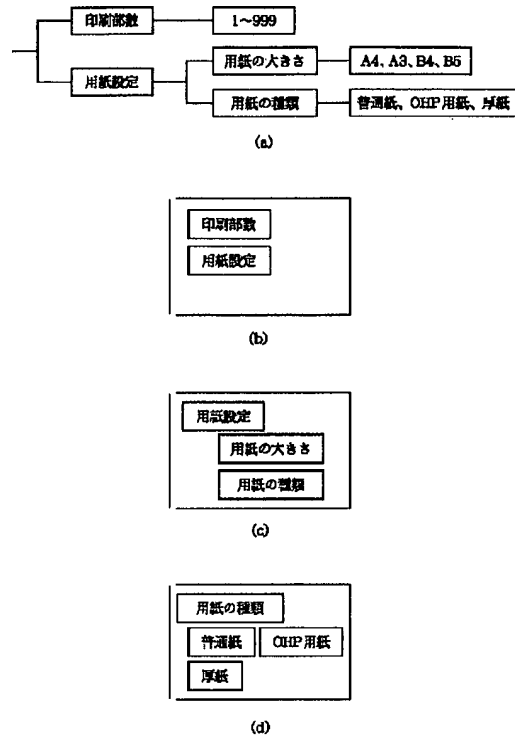 印刷部数
1～999
用紙設定
用紙の大きさ
A4、A3、B4、B5
用紙の種類
普通紙、OHP用紙、厚紙
(a)
印刷部数
用紙設定
(b)
用紙設定
用紙の大きさ
用紙の種類
(c)
用紙の種類
普通紙 OHP用紙
厚紙
(d)